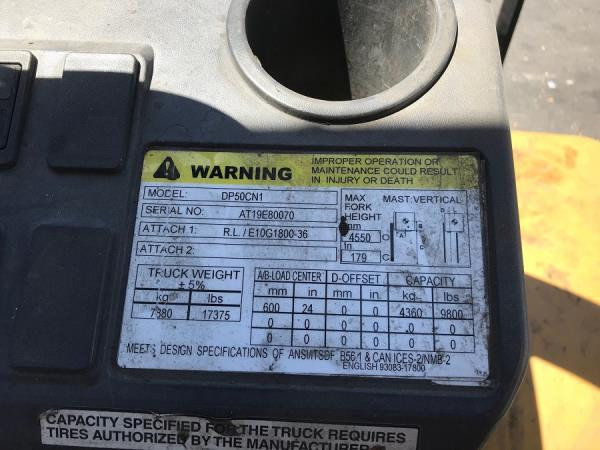 WARNING
IMPROPER OPERATION OR
MAINTENANCE COULD RESULT
IN INJURY OR DEATH
MODEL: DP50CN1
SERIAL NO: AT19E80070
ATTACH 1: R.L. / E10G1800-36
ATTACH 2:
MAX FORK HEIGHT
mm
4550
in
179
MAST:VERTICAL
A
B
C
TRUCK WEIGHT
± 5%
kg lbs
7880 17375
A/B-LOAD CENTER D-OFFSET CAPACITY
mm in mm in kg lbs
600 24 0 0 4360 9800
0 0 0 0 0 0
0 0 0 0 0 0
MEETS DESIGN SPECIFICATIONS OF ANSI/ITSDF B56.1 & CAN ICES-2/NMB-2
ENGLISH 93083-17800
CAPACITY SPECIFIED FOR THE TRUCK REQUIRES
TIRES AUTHORIZED BY THE MANUFACTURER